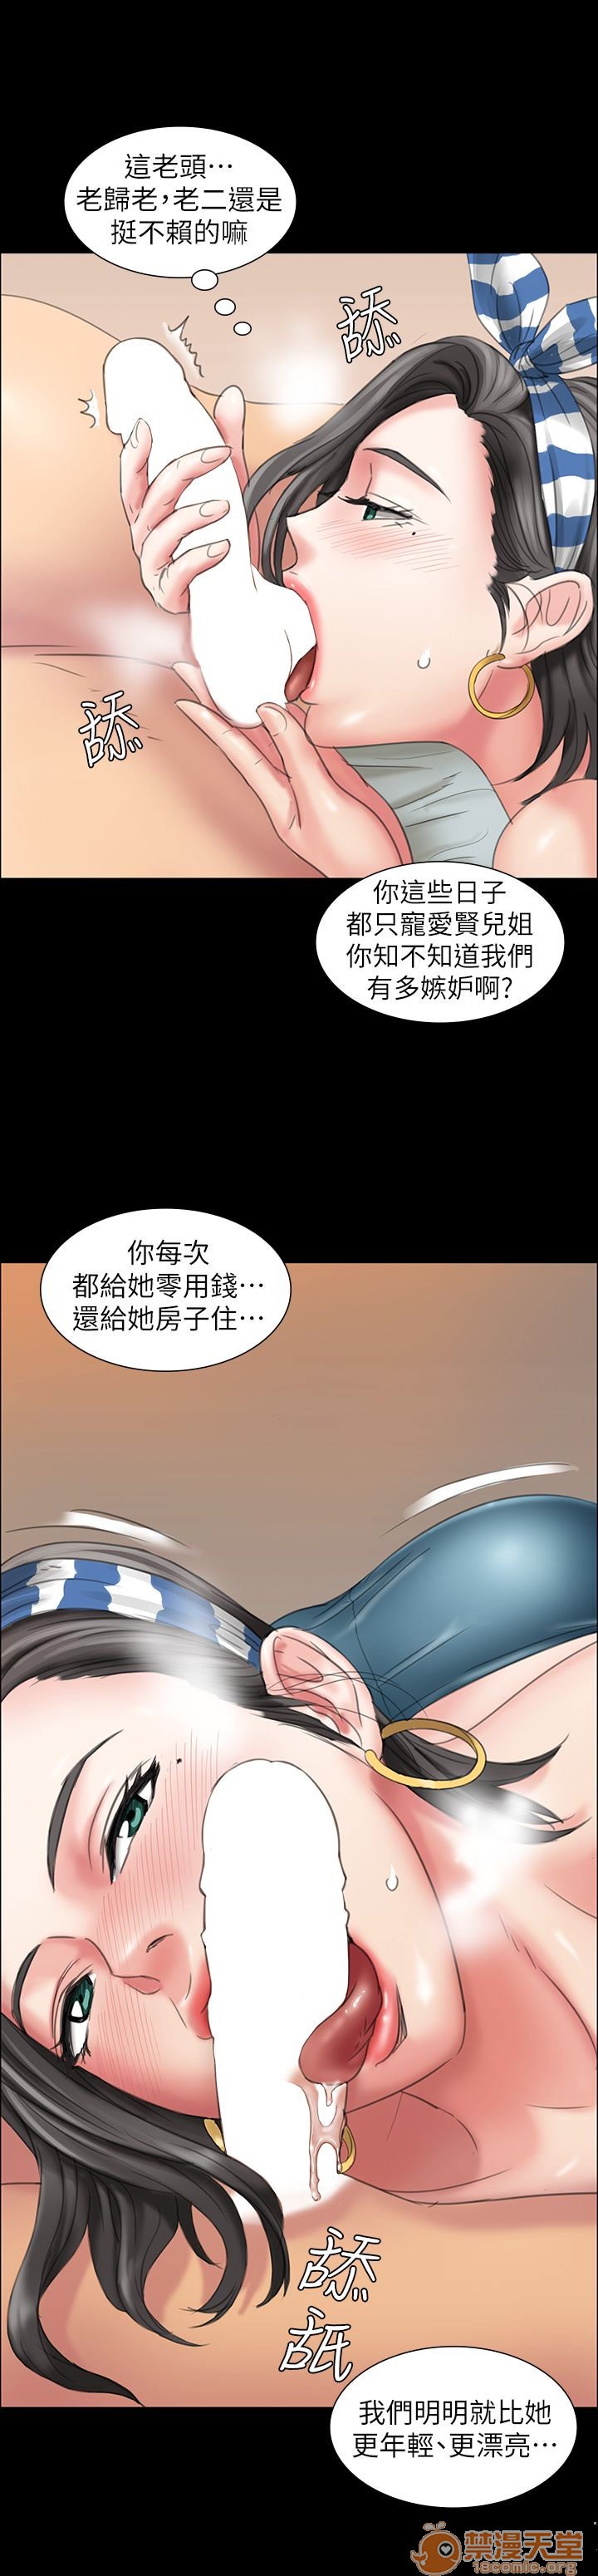 這老頭…
老歸老，老二還是
挺不賴的嘛
舔
舔
你這些日子
都只寵愛賢兒姐
你知不知道我們
有多嫉妒啊?
你每次
都給她零用錢…
還給她房子住…
舔
舐
我們明明就比她
更年輕、更漂亮…
禁漫天堂
18comic.org